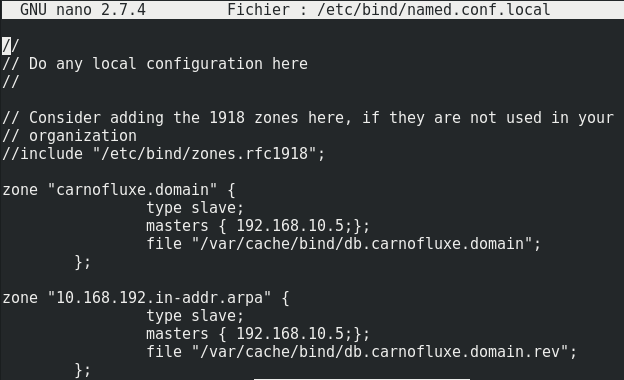 GNU nano 2.7.4 Fichier : /etc/bind/named.conf.local
//
// Do any local configuration here
//
// Consider adding the 1918 zones here, if they are not used in your
// organization
//include "/etc/bind/zones.rfc1918";
zone "carnofluxe.domain" {
type slave;
masters { 192.168.10.5;};
file "/var/cache/bind/db.carnofluxe.domain";
};
zone "10.168.192.in-addr.arpa" {
type slave;
masters { 192.168.10.5;};
file "/var/cache/bind/db.carnofluxe.domain.rev";
};